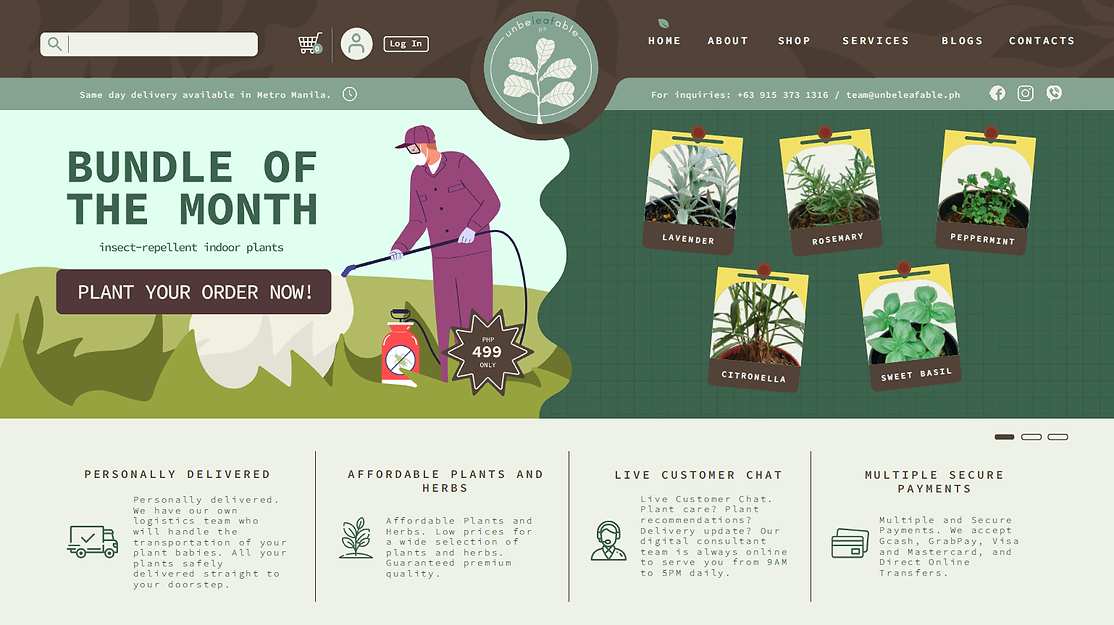 unbeleafable
ph
0
Log In
HOME ABOUT SHOP SERVICES BLOGS CONTACTS
Same day delivery available in Metro Manila.
For inquiries: +63 915 373 1316 / team@unbeleafable.ph
BUNDLE OF
THE MONTH
insect-repellent indoor plants
PLANT YOUR ORDER NOW!
PHP
499
ONLY
LAVENDER
ROSEMARY
PEPPERMINT
CITRONELLA
SWEET BASIL
PERSONALLY DELIVERED
Personally delivered.
We have our own
logistics team who
will handle the
transportation of your
plant babies. All your
plants safely
delivered straight to
your doorstep.
AFFORDABLE PLANTS AND
HERBS
Affordable Plants and
Herbs. Low prices for
a wide selection of
plants and herbs.
Guaranteed premium
quality.
LIVE CUSTOMER CHAT
Live Customer Chat.
Plant care? Plant
recommendations?
Delivery update? Our
digital consultant
team is always online
to serve you from 9AM
to 5PM daily.
MULTIPLE SECURE
PAYMENTS
Multiple and Secure
Payments. We accept
Gcash, GrabPay, Visa
and Mastercard, and
Direct Online
Transfers.